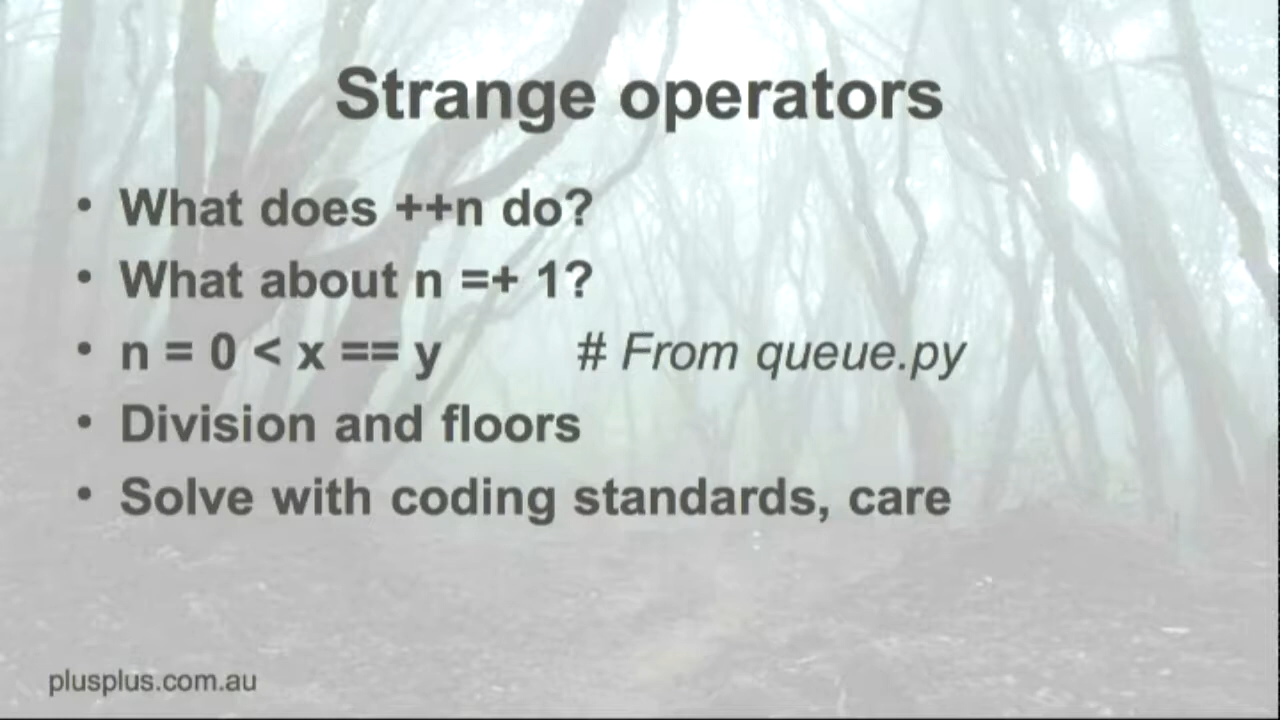 Strange operators
• What does ++n do?
• What about n =+ 1?
• n = 0 < x == y # From queue.py
• Division and floors
• Solve with coding standards, care
plusplus.com.au